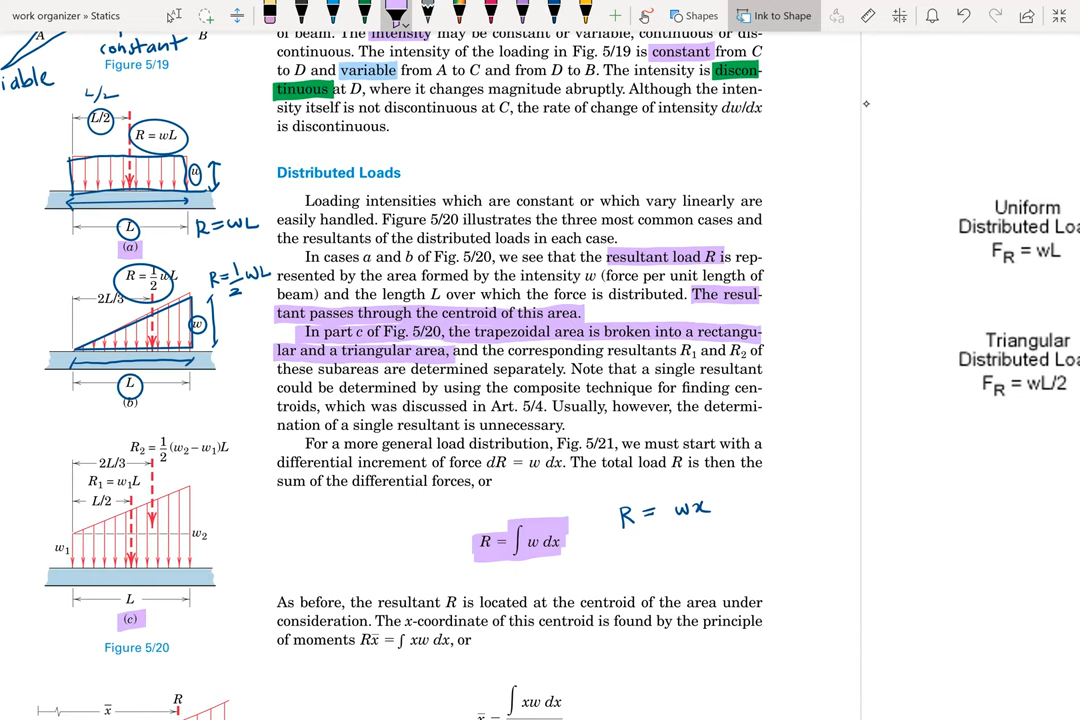 work organizer » Statics
Shapes
Ink to Shape
A
B
constant
iable
Figure 5/19
of beam. The intensity may be constant or variable, continuous or dis-
continuous. The intensity of the loading in Fig. 5/19 is constant from C
to D and variable from A to C and from D to B. The intensity is discon-
tinuous at D, where it changes magnitude abruptly. Although the inten-
sity itself is not discontinuous at C, the rate of change of intensity dw/dx
is discontinuous.
L/2
L/2
R = wL
w
L
R = WL
(a)
R = 1/2 wL
R = 1/2 WL
2L/3
w
L
(b)
Distributed Loads
Loading intensities which are constant or which vary linearly are
easily handled. Figure 5/20 illustrates the three most common cases and
the resultants of the distributed loads in each case.
In cases a and b of Fig. 5/20, we see that the resultant load R is rep-
resented by the area formed by the intensity w (force per unit length of
beam) and the length L over which the force is distributed. The resul-
tant passes through the centroid of this area.
In part c of Fig. 5/20, the trapezoidal area is broken into a rectangu-
lar and a triangular area, and the corresponding resultants R₁ and R₂ of
these subareas are determined separately. Note that a single resultant
could be determined by using the composite technique for finding cen-
troids, which was discussed in Art. 5/4. Usually, however, the determi-
nation of a single resultant is unnecessary.
For a more general load distribution, Fig. 5/21, we must start with a
differential increment of force dR = w dx. The total load R is then the
sum of the differential forces, or
R₂ = 1/2 (w₂ − w₁)L
2L/3
R₁ = w₁L
L/2
w₁
w₂
L
(c)
Figure 5/20
R = ∫ w dx
R = wx
As before, the resultant R is located at the centroid of the area under
consideration. The x-coordinate of this centroid is found by the principle
of moments Rx̄ = ∫ xw dx, or
x̄
R
∫ xw dx
x̄ =
Uniform
Distributed Loa
F_R = wL
Triangular
Distributed Loa
F_R = wL/2